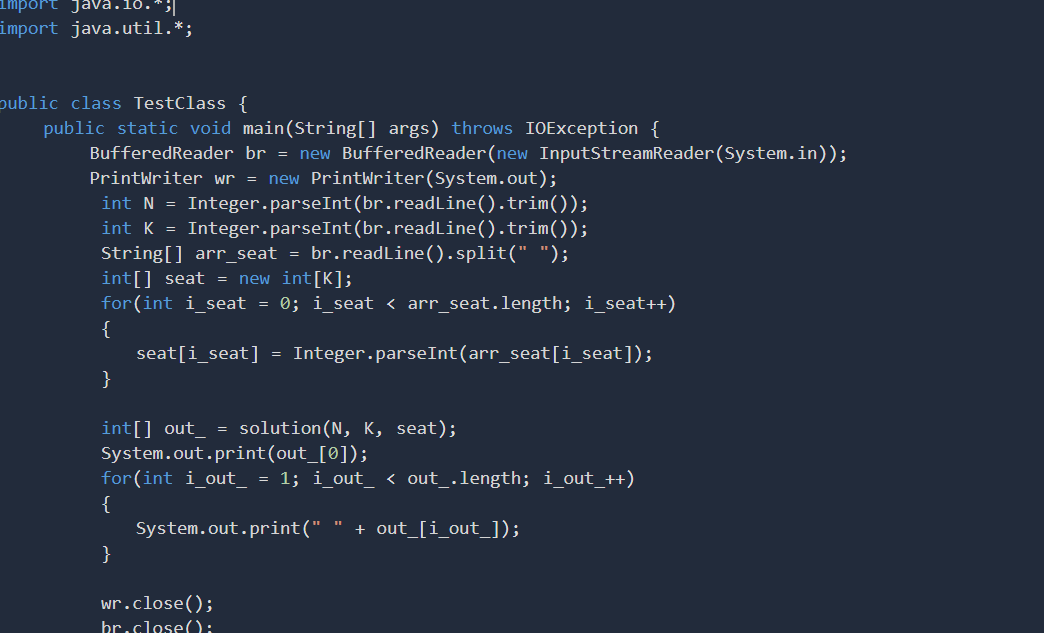 import java.io.*;
import java.util.*;
public class TestClass {
public static void main(String[] args) throws IOException {
BufferedReader br = new BufferedReader(new InputStreamReader(System.in));
PrintWriter wr = new PrintWriter(System.out);
int N = Integer.parseInt(br.readLine().trim());
int K = Integer.parseInt(br.readLine().trim());
String[] arr_seat = br.readLine().split(" ");
int[] seat = new int[K];
for(int i_seat = 0; i_seat < arr_seat.length; i_seat++)
{
seat[i_seat] = Integer.parseInt(arr_seat[i_seat]);
}
int[] out_ = solution(N, K, seat);
System.out.print(out_[0]);
for(int i_out_ = 1; i_out_ < out_.length; i_out_++)
{
System.out.print(" " + out_[i_out_]);
}
wr.close();
br.close();